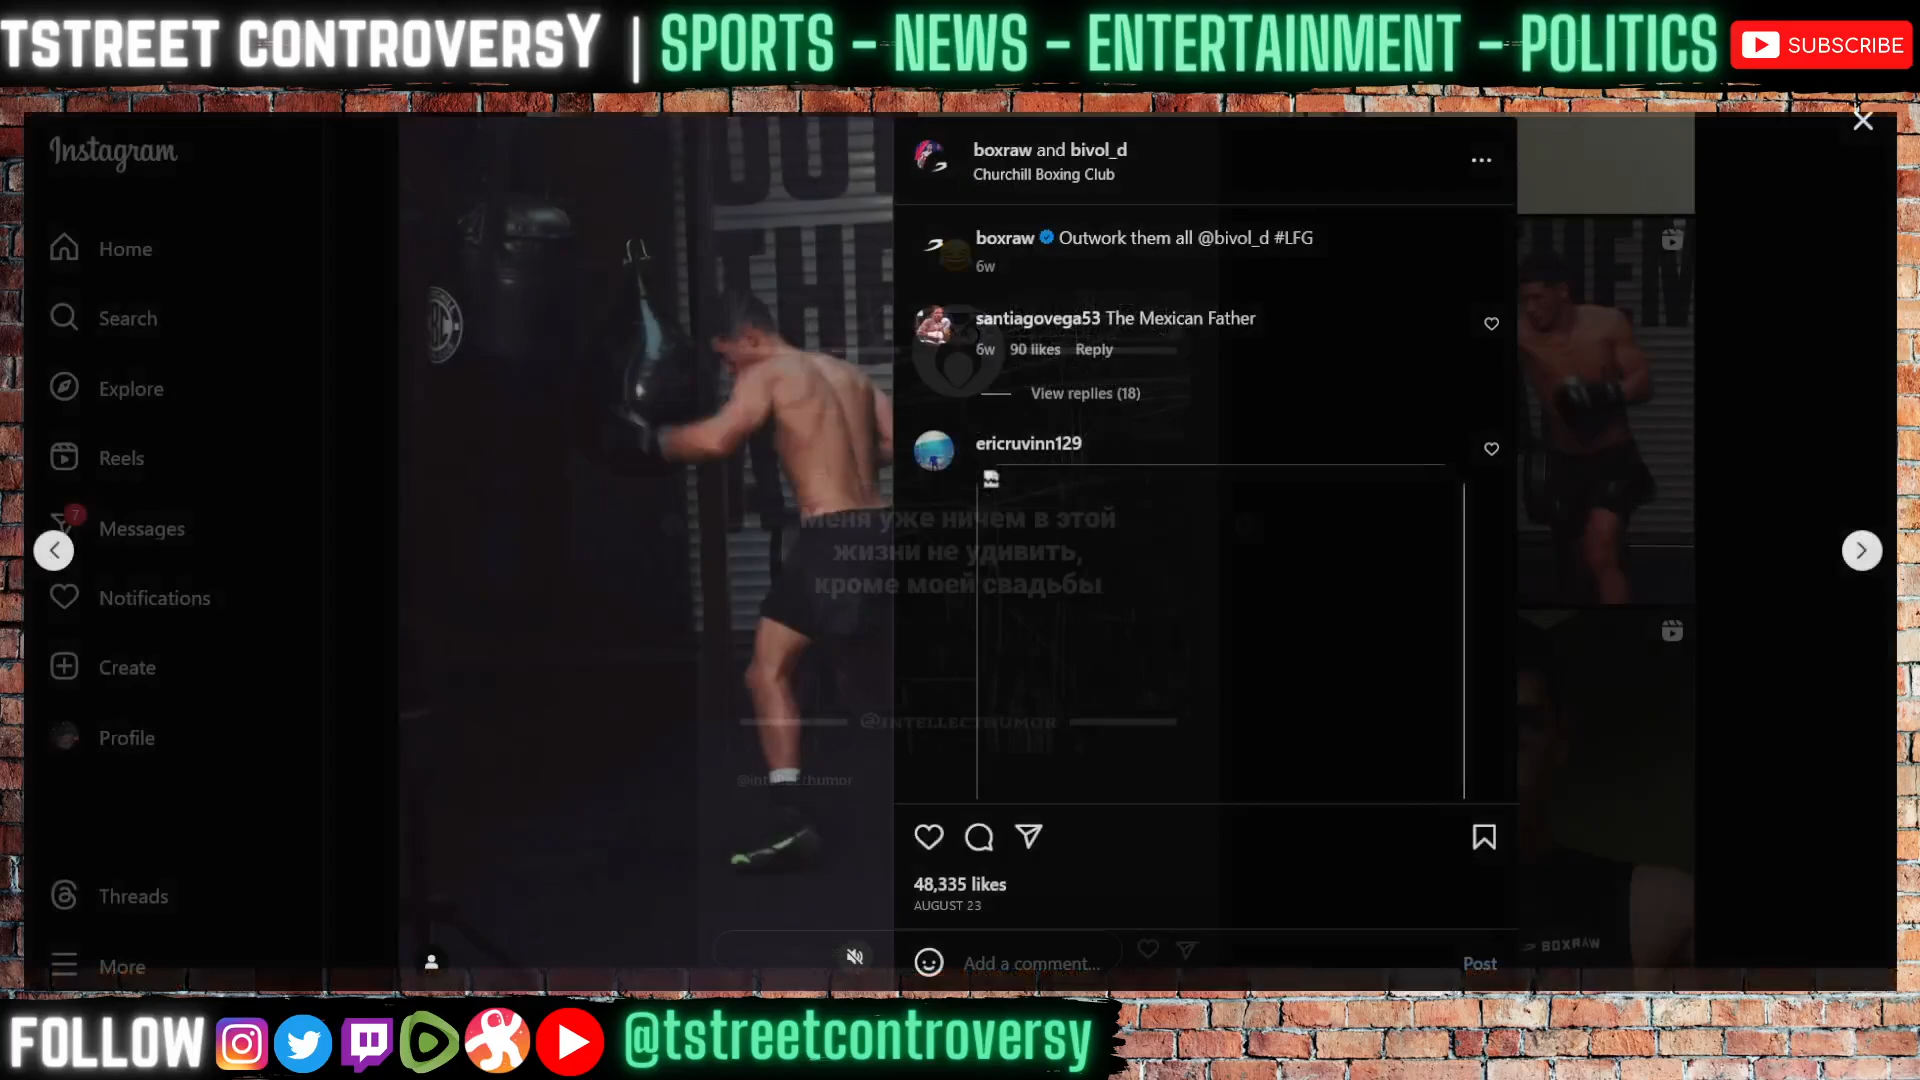 TSTREET CONTROVERSY | SPORTS - NEWS - ENTERTAINMENT - POLITICS
SUBSCRIBE
Instagram
Home
Search
Explore
Reels
7
Messages
Notifications
Create
Profile
Threads
More
boxraw and bivol_d
Churchill Boxing Club
boxraw Outwork them all @bivol_d #LFG
6w
santiagovega53 The Mexican Father
6w 90 likes Reply
View replies (18)
ericruvinn129
Меня уже ничем в этой
жизни не удивить,
кроме моей свадьбы
@INTELLECTHUMOR
@intellecthumor
48,335 likes
AUGUST 23
Add a comment...
Post
BOXRAW
FOLLOW @tstreetcontroversy